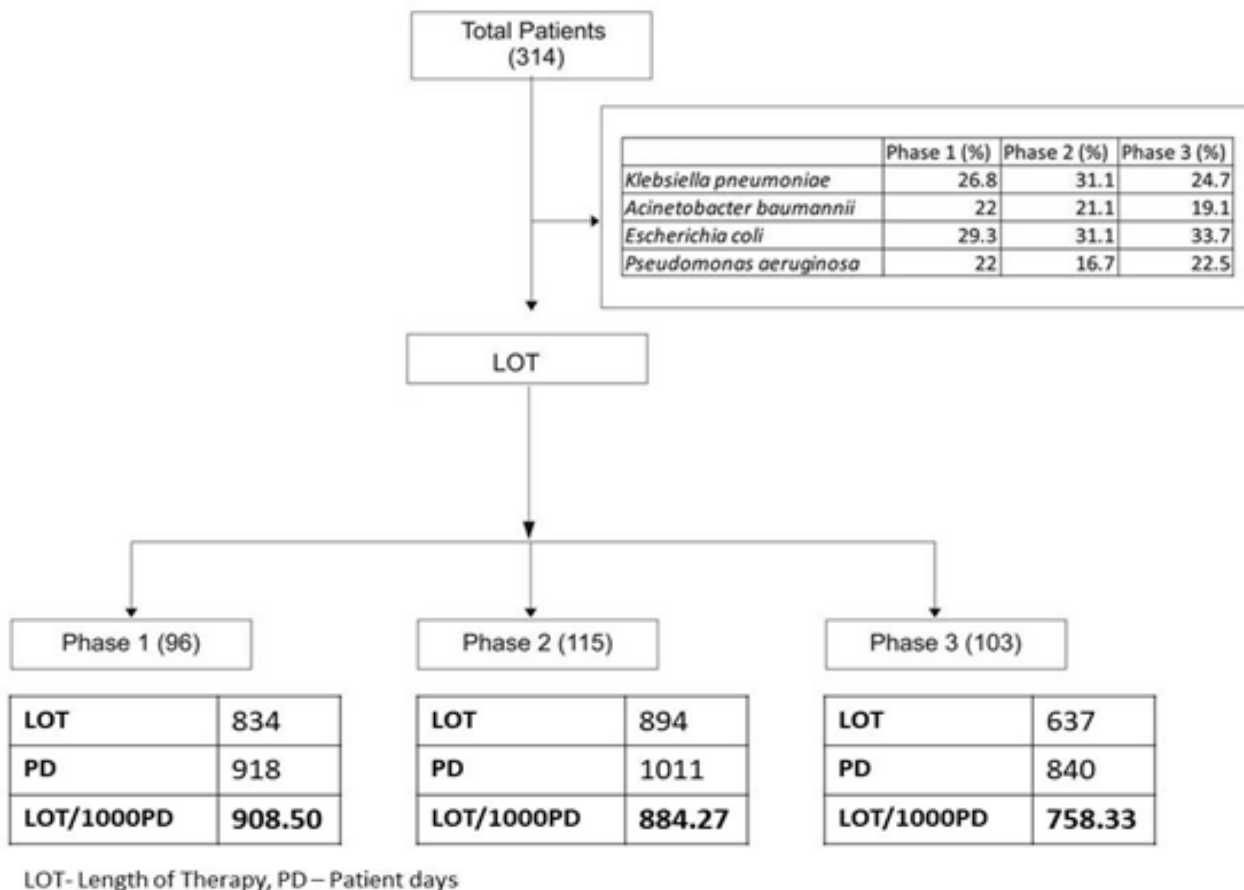 Total Patients
(314)
Phase 1 (%) Phase 2 (%) Phase 3 (%)
Klebsiella pneumoniae 26.8 31.1 24.7
Acinetobacter baumannii 22 21.1 19.1
Escherichia coli 29.3 31.1 33.7
Pseudomonas aeruginosa 22 16.7 22.5
LOT
Phase 1 (96) Phase 2 (115) Phase 3 (103)
LOT 834 LOT 894 LOT 637
PD 918 PD 1011 PD 840
LOT/1000PD 908.50 LOT/1000PD 884.27 LOT/1000PD 758.33
LOT- Length of Therapy, PD – Patient days